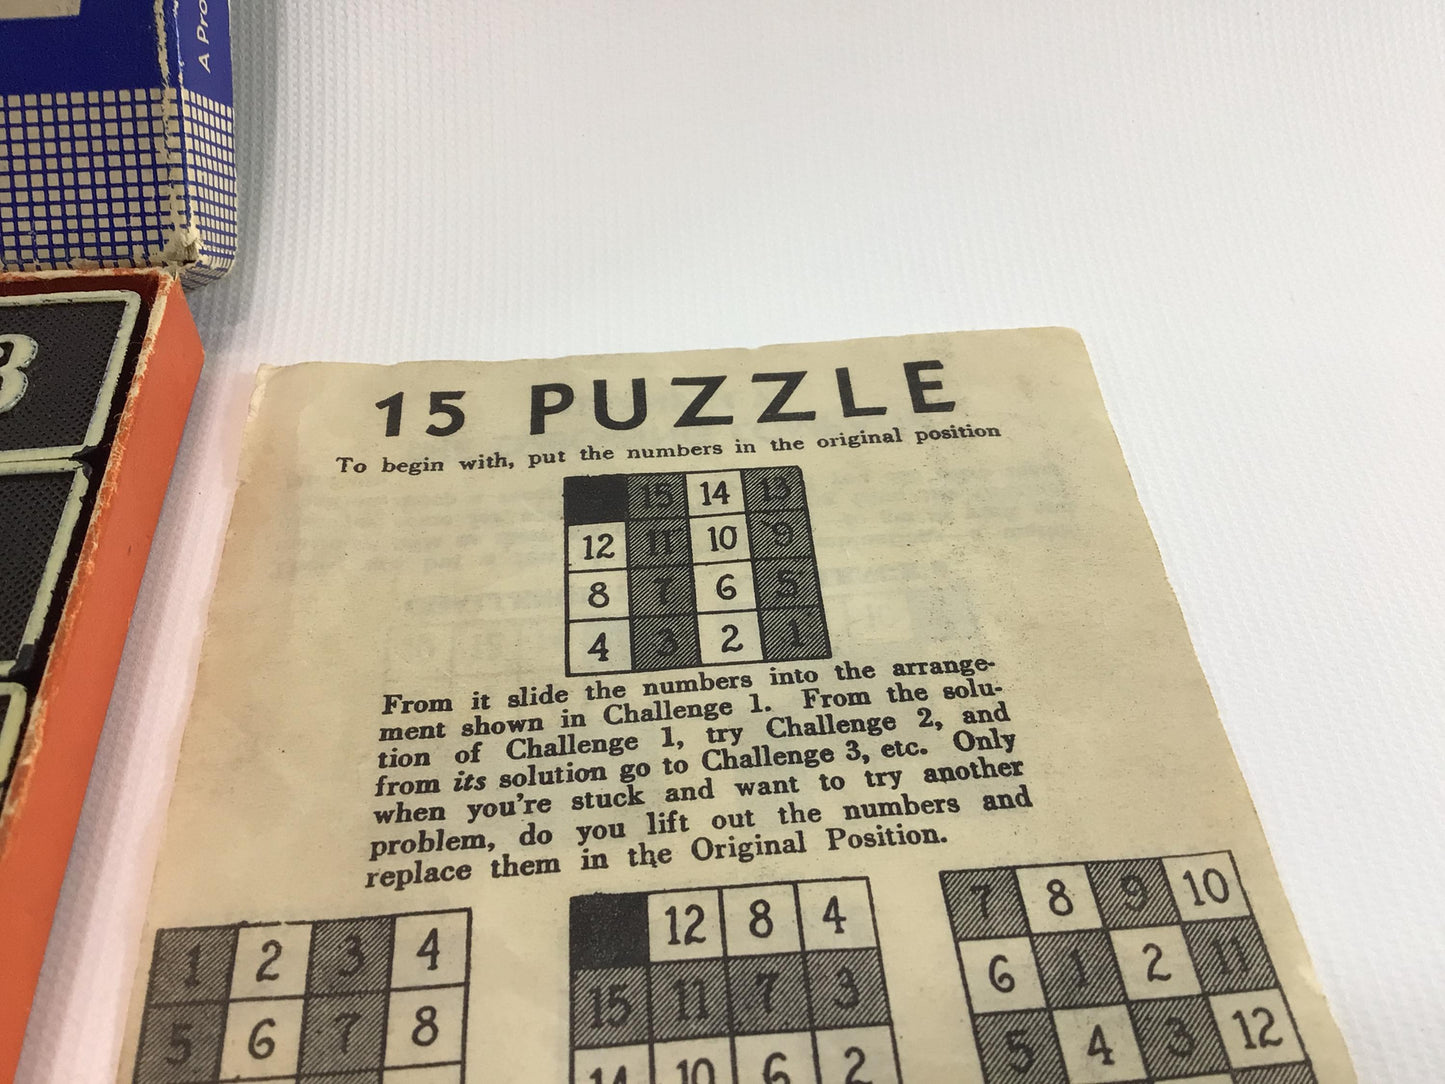 A Pro
3
15 PUZZLE
To begin with, put the numbers in the original position
15 14 13
12 11 10 9
8 7 6 5
4 3 2 1
From it slide the numbers into the arrange-
ment shown in Challenge 1. From the solu-
tion of Challenge 1, try Challenge 2, and
from its solution go to Challenge 3, etc. Only
when you're stuck and want to try another
problem, do you lift out the numbers and
replace them in the Original Position.
1 2 3 4
5 6 7 8
12 8 4
15 11 7 3
14 10 6 2
7 8 9 10
6 1 2 11
5 4 3 12